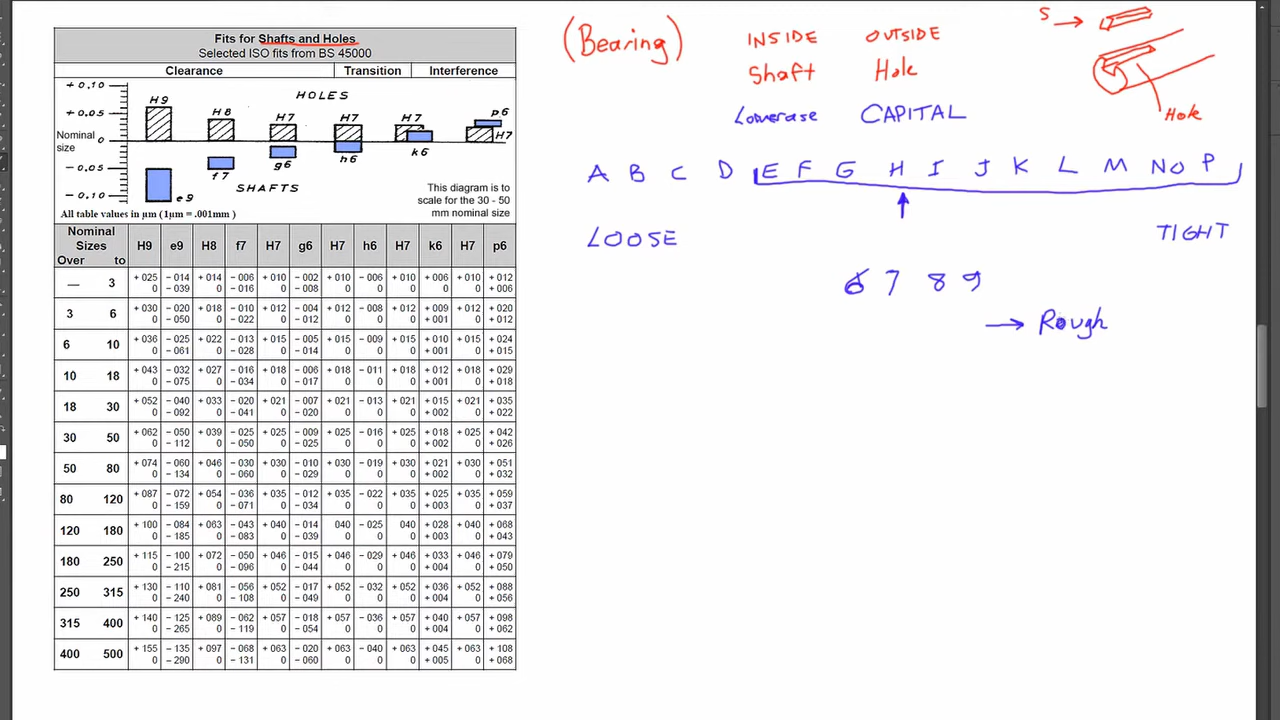 Fits for Shafts and Holes
Selected ISO fits from BS 45000
Clearance Transition Interference
+ 0,10
+ 0.05
Nominal size 0
− 0.05
− 0.10
HOLES
H9 H8 H7 H7 H7 p6
H7
e9 f7 g6 h6 k6
SHAFTS
This diagram is to
scale for the 30 - 50
mm nominal size
All table values in µm ( 1µm = .001mm )
Nominal Sizes Over to H9 e9 H8 f7 H7 g6 H7 h6 H7 k6 H7 p6
— 3 + 025 − 014 + 014 − 006 + 010 − 002 + 010 − 006 + 010 + 006 + 010 + 012
0 − 039 0 − 016 0 − 008 0 0 0 0 0 + 006
3 6 + 030 − 020 + 018 − 010 + 012 − 004 + 012 − 008 + 012 + 009 + 012 + 020
0 − 050 0 − 022 0 − 012 0 0 0 + 001 0 + 012
6 10 + 036 − 025 + 022 − 013 + 015 − 005 + 015 − 009 + 015 + 010 + 015 + 024
0 − 061 0 − 028 0 − 014 0 0 0 + 001 0 + 015
10 18 + 043 − 032 + 027 − 016 + 018 − 006 + 018 − 011 + 018 + 012 + 018 + 029
0 − 075 0 − 034 0 − 017 0 0 0 + 001 0 + 018
18 30 + 052 − 040 + 033 − 020 + 021 − 007 + 021 − 013 + 021 + 015 + 021 + 035
0 − 092 0 − 041 0 − 020 0 0 0 + 002 0 + 022
30 50 + 062 − 050 + 039 − 025 + 025 − 009 + 025 − 016 + 025 + 018 + 025 + 042
0 − 112 0 − 050 0 − 025 0 0 0 + 002 0 + 026
50 80 + 074 − 060 + 046 − 030 + 030 − 010 + 030 − 019 + 030 + 021 + 030 + 051
0 − 134 0 − 060 0 − 029 0 0 0 + 002 0 + 032
80 120 + 087 − 072 + 054 − 036 + 035 − 012 + 035 − 022 + 035 + 025 + 035 + 059
0 − 159 0 − 071 0 − 034 0 0 0 + 003 0 + 037
120 180 + 100 − 084 + 063 − 043 + 040 − 014 040 − 025 040 + 028 + 040 + 068
0 − 185 0 − 083 0 − 039 0 0 0 + 003 0 + 043
180 250 + 115 − 100 + 072 − 050 + 046 − 015 + 046 − 029 + 046 + 033 + 046 + 079
0 − 215 0 − 096 0 − 044 0 0 0 + 004 0 + 050
250 315 + 130 − 110 + 081 − 056 + 052 − 017 + 052 − 032 + 052 + 036 + 052 + 088
0 − 240 0 − 108 0 − 049 0 0 0 + 004 0 + 056
315 400 + 140 − 125 + 089 − 062 + 057 − 018 + 057 − 036 + 057 + 040 + 057 + 098
0 − 265 0 − 119 0 − 054 0 0 0 + 004 0 + 062
400 500 + 155 − 135 + 097 − 068 + 063 − 020 + 063 − 040 + 063 + 045 + 063 + 108
0 − 290 0 − 131 0 − 060 0 0 0 + 005 0 + 068
(Bearing) INSIDE OUTSIDE
Shaft Hole
Lowerase CAPITAL
S
Hole
A B C D E F G H I J K L M N O P
LOOSE TIGHT
6 7 8 9
→ Rough